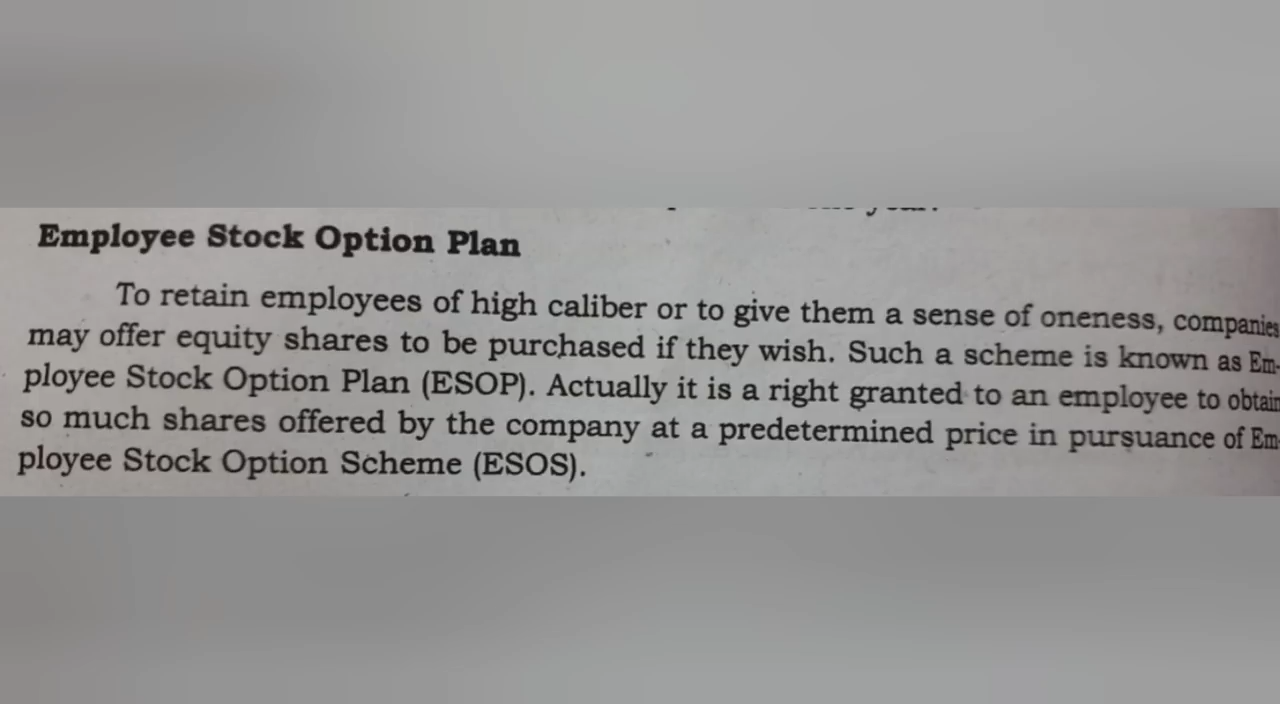 Employee Stock Option Plan
To retain employees of high caliber or to give them a sense of oneness, companies
may offer equity shares to be purchased if they wish. Such a scheme is known as Em-
ployee Stock Option Plan (ESOP). Actually it is a right granted to an employee to obtain
so much shares offered by the company at a predetermined price in pursuance of Em-
ployee Stock Option Scheme (ESOS).